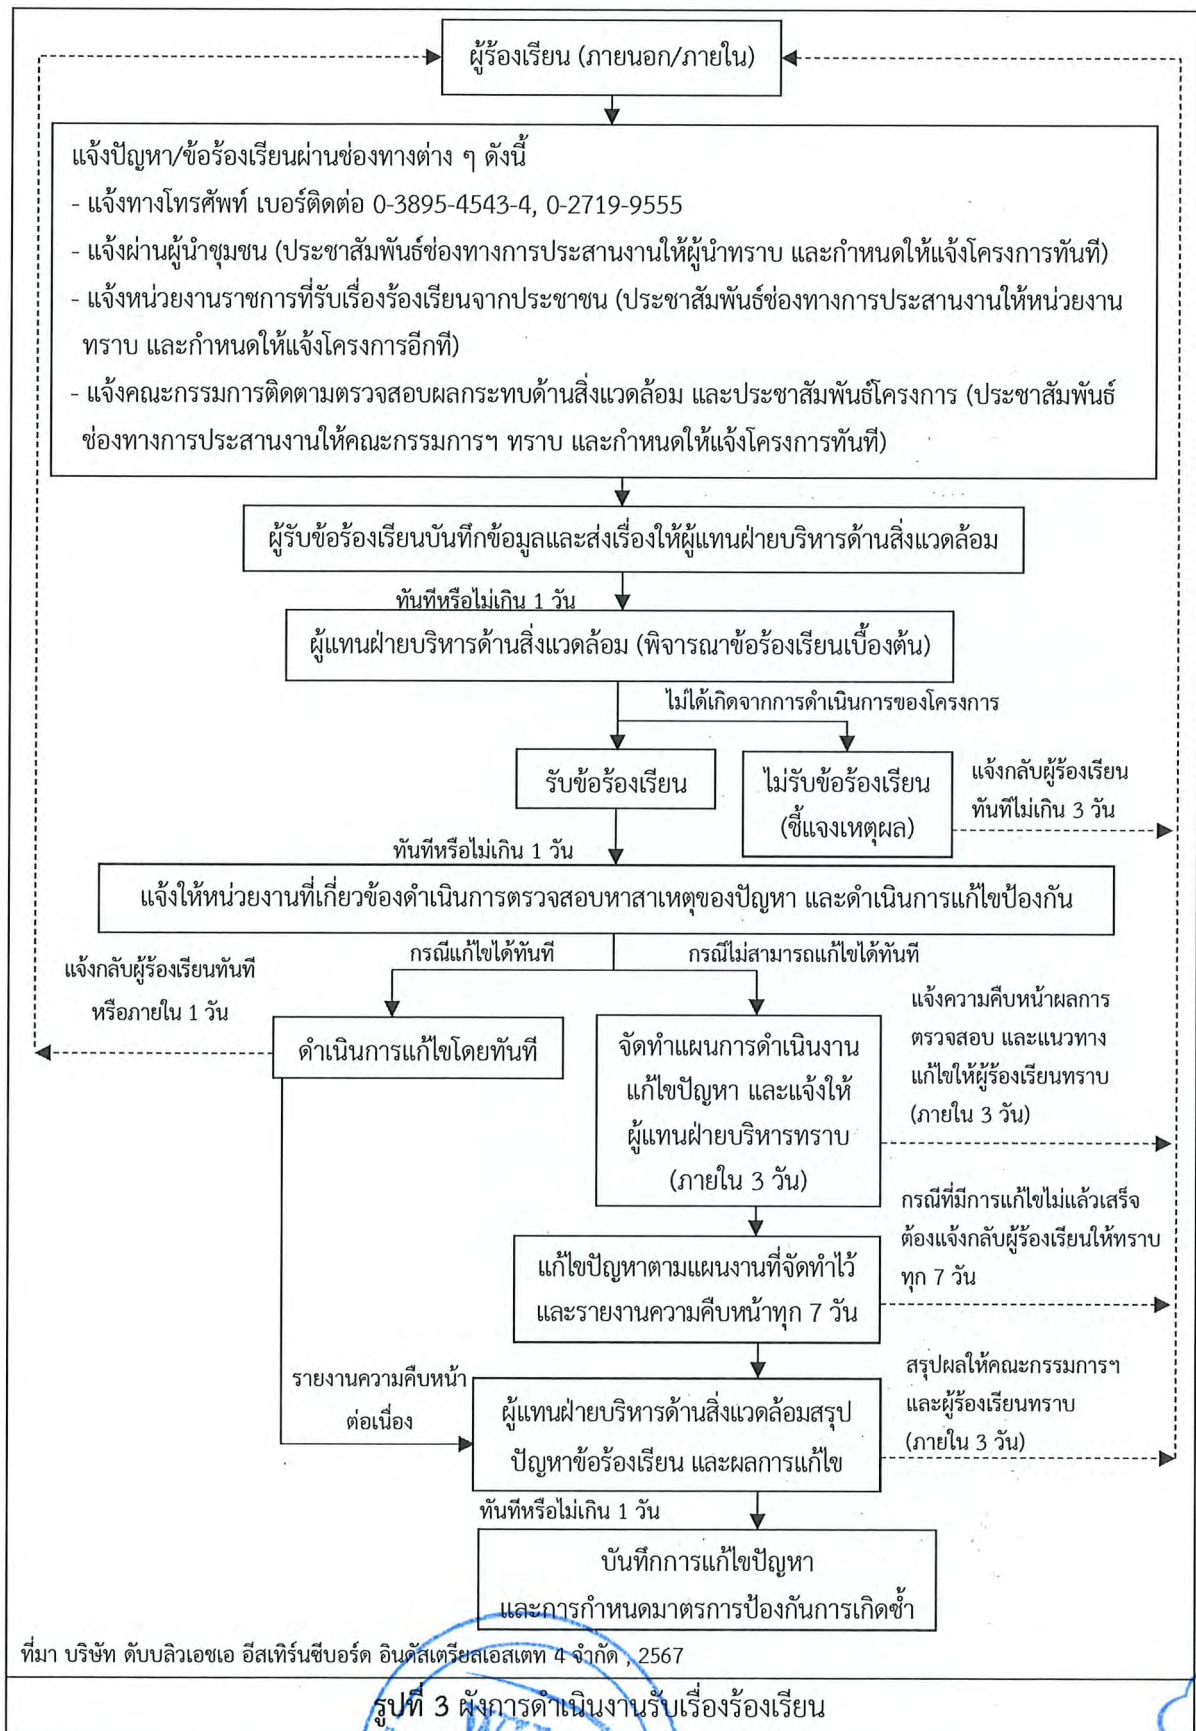 ผู้ร้องเรียน (ภายนอก/ภายใน)
แจ้งปัญหา/ข้อร้องเรียนผ่านช่องทางต่าง ๆ ดังนี้
- แจ้งทางโทรศัพท์ เบอร์ติดต่อ 0-3895-4543-4, 0-2719-9555
- แจ้งผ่านผู้นำชุมชน (ประชาสัมพันธ์ช่องทางการประสานงานให้ผู้นำทราบ และกำหนดให้แจ้งโครงการทันที)
- แจ้งหน่วยงานราชการที่รับเรื่องร้องเรียนจากประชาชน (ประชาสัมพันธ์ช่องทางการประสานงานให้หน่วยงาน
ทราบ และกำหนดให้แจ้งโครงการอีกที)
- แจ้งคณะกรรมการติดตามตรวจสอบผลกระทบด้านสิ่งแวดล้อม และประชาสัมพันธ์โครงการ (ประชาสัมพันธ์
ช่องทางการประสานงานให้คณะกรรมการฯ ทราบ และกำหนดให้แจ้งโครงการทันที)
ผู้รับข้อร้องเรียนบันทึกข้อมูลและส่งเรื่องให้ผู้แทนฝ่ายบริหารด้านสิ่งแวดล้อม
ทันทีหรือไม่เกิน 1 วัน
ผู้แทนฝ่ายบริหารด้านสิ่งแวดล้อม (พิจารณาข้อร้องเรียนเบื้องต้น)
ไม่ได้เกิดจากการดำเนินการของโครงการ
รับข้อร้องเรียน
ไม่รับข้อร้องเรียน
(ชี้แจงเหตุผล)
แจ้งกลับผู้ร้องเรียน
ทันทีไม่เกิน 3 วัน
ทันทีหรือไม่เกิน 1 วัน
แจ้งให้หน่วยงานที่เกี่ยวข้องดำเนินการตรวจสอบหาสาเหตุของปัญหา และดำเนินการแก้ไขป้องกัน
กรณีแก้ไขได้ทันที
กรณีไม่สามารถแก้ไขได้ทันที
แจ้งกลับผู้ร้องเรียนทันที
หรือภายใน 1 วัน
ดำเนินการแก้ไขโดยทันที
จัดทำแผนการดำเนินงาน
แก้ไขปัญหา และแจ้งให้
ผู้แทนฝ่ายบริหารทราบ
(ภายใน 3 วัน)
แจ้งความคืบหน้าผลการ
ตรวจสอบ และแนวทาง
แก้ไขให้ผู้ร้องเรียนทราบ
(ภายใน 3 วัน)
กรณีที่มีการแก้ไขไม่แล้วเสร็จ
ต้องแจ้งกลับผู้ร้องเรียนให้ทราบ
ทุก 7 วัน
แก้ไขปัญหาตามแผนงานที่จัดทำไว้
และรายงานความคืบหน้าทุก 7 วัน
รายงานความคืบหน้า
ต่อเนื่อง
ผู้แทนฝ่ายบริหารด้านสิ่งแวดล้อมสรุป
ปัญหาข้อร้องเรียน และผลการแก้ไข
สรุปผลให้คณะกรรมการฯ
และผู้ร้องเรียนทราบ
(ภายใน 3 วัน)
ทันทีหรือไม่เกิน 1 วัน
บันทึกการแก้ไขปัญหา
และการกำหนดมาตรการป้องกันการเกิดซ้ำ
ที่มา บริษัท ดับบลิวเอชเอ อีสเทิร์นซีบอร์ด อินดัสเตรียลเอสเตท 4 จำกัด , 2567
รูปที่ 3 ผังการดำเนินงานรับเรื่องร้องเรียน